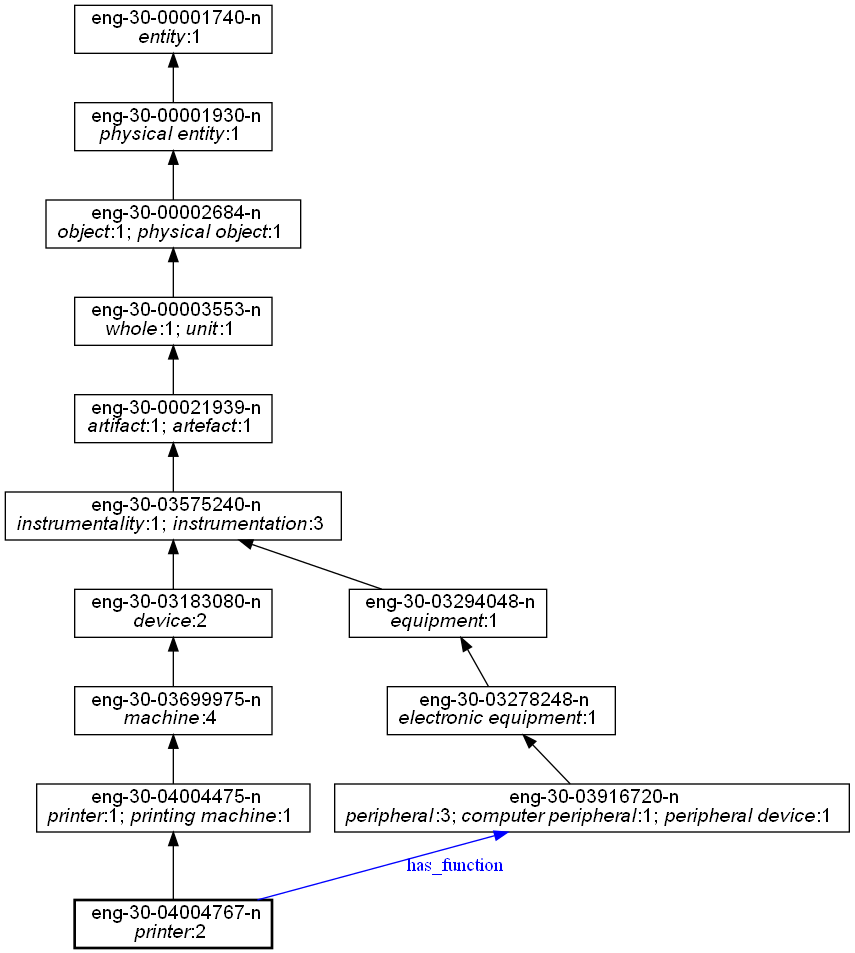 eng-30-00001740-n
entity:1
eng-30-00001930-n
physical entity:1
eng-30-00002684-n
object:1; physical object:1
eng-30-00003553-n
whole:1; unit:1
eng-30-00021939-n
artifact:1; artefact:1
eng-30-03575240-n
instrumentality:1; instrumentation:3
eng-30-03183080-n
device:2
eng-30-03294048-n
equipment:1
eng-30-03699975-n
machine:4
eng-30-03278248-n
electronic equipment:1
eng-30-04004475-n
printer:1; printing machine:1
eng-30-03916720-n
peripheral:3; computer peripheral:1; peripheral device:1
has_function
eng-30-04004767-n
printer:2